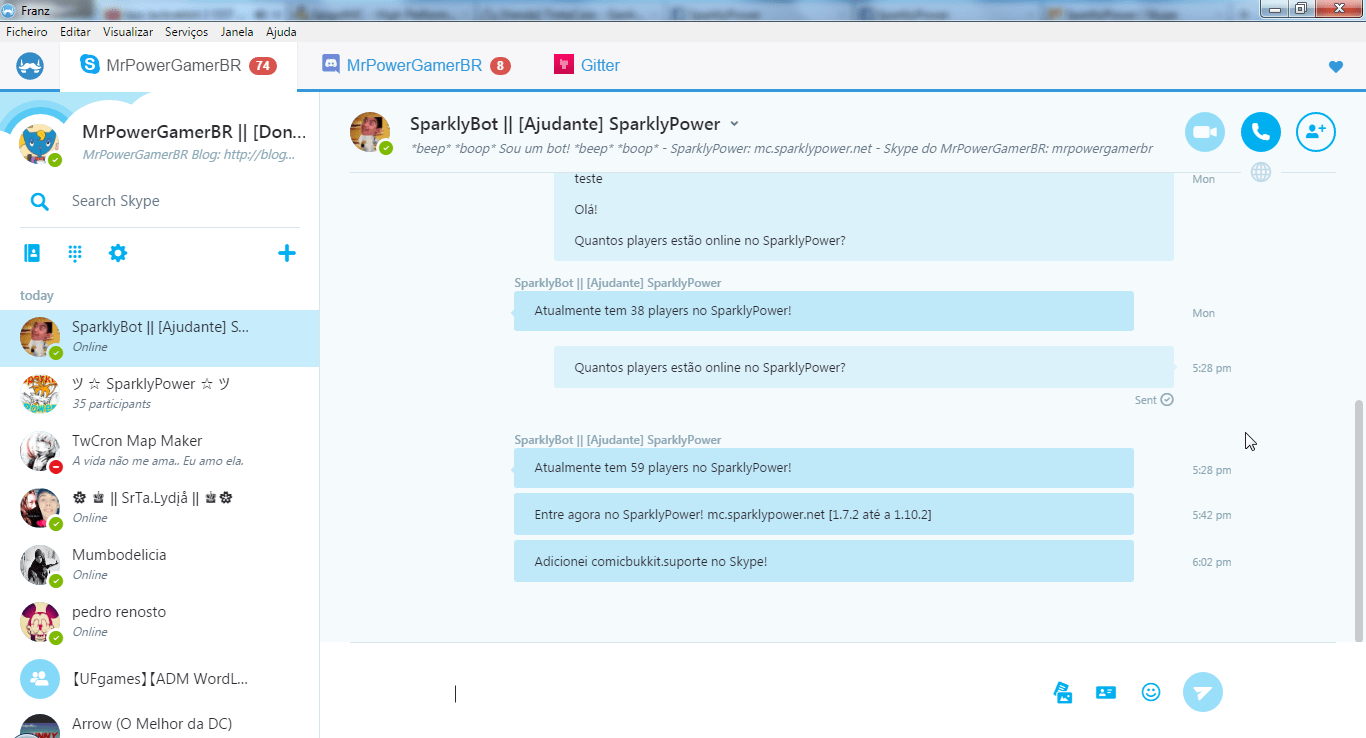 Franz
Ficheiro Editar Visualizar Serviços Janela Ajuda
MrPowerGamerBR 74 MrPowerGamerBR 8 Gitter
MrPowerGamerBR || [Don...
MrPowerGamerBR Blog: http://blog...
Search Skype
today
SparklyBot || [Ajudante] S...
Online
ツ ☆ SparklyPower ☆ ツ
35 participants
TwCron Map Maker
A vida não me ama.. Eu amo ela.
|| SrTa.Lydįå ||
Online
Mumbodelicia
Online
pedro renosto
Online
【UFgames】【ADM WordL...
Arrow (O Melhor da DC)
SparklyBot || [Ajudante] SparklyPower
*beep* *boop* Sou um bot! *beep* *boop* - SparklyPower: mc.sparklypower.net - Skype do MrPowerGamerBR: mrpowergamerbr
teste Mon
Olá!
Quantos players estão online no SparklyPower?
SparklyBot || [Ajudante] SparklyPower
Atualmente tem 38 players no SparklyPower! Mon
Quantos players estão online no SparklyPower? 5:28 pm
Sent
SparklyBot || [Ajudante] SparklyPower
Atualmente tem 59 players no SparklyPower! 5:28 pm
Entre agora no SparklyPower! mc.sparklypower.net [1.7.2 até a 1.10.2] 5:42 pm
Adicionei comicbukkit.suporte no Skype! 6:02 pm